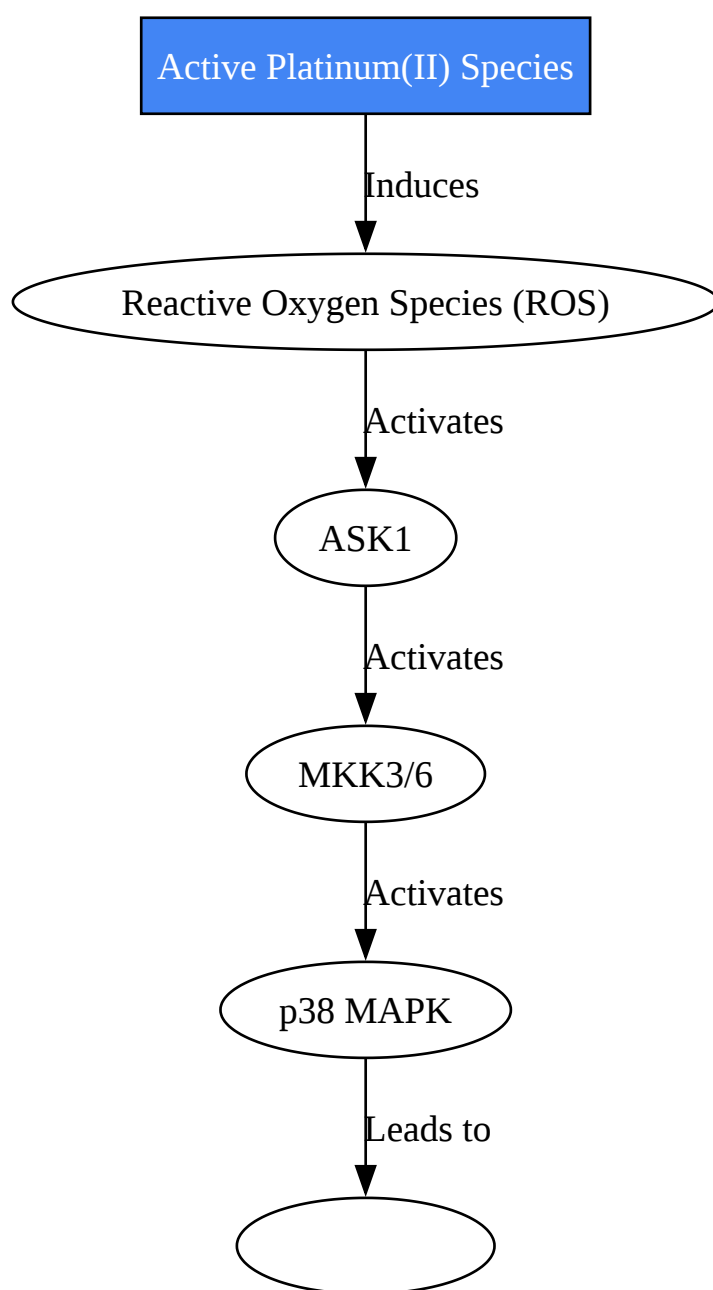 Active Platinum(II) Species
Induces
Reactive Oxygen Species (ROS)
Activates
ASK1
Activates
MKK3/6
Activates
p38 MAPK
Leads to